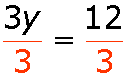 3y/3 = 12/3